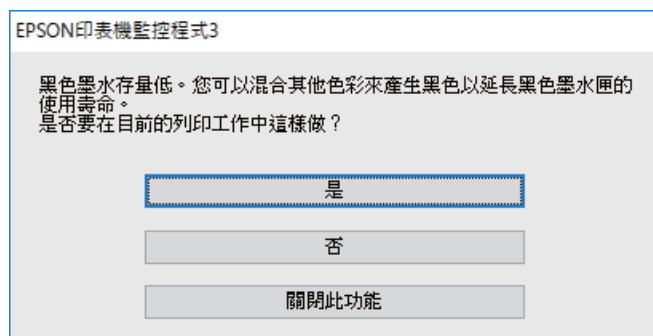 EPSON印表機監控程式3
黑色墨水存量低。您可以混合其他色彩來產生黑色以延長黑色墨水匣的
使用壽命。
是否要在目前的列印工作中這樣做？
是
否
關閉此功能